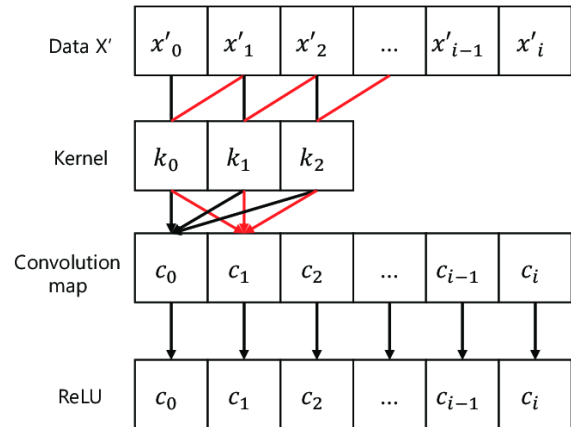 Data X' x'₀ x'₁ x'₂ ... x'ᵢ₋₁ x'ᵢ
Kernel k₀ k₁ k₂
Convolution map c₀ c₁ c₂ ... cᵢ₋₁ cᵢ
ReLU c₀ c₁ c₂ ... cᵢ₋₁ cᵢ